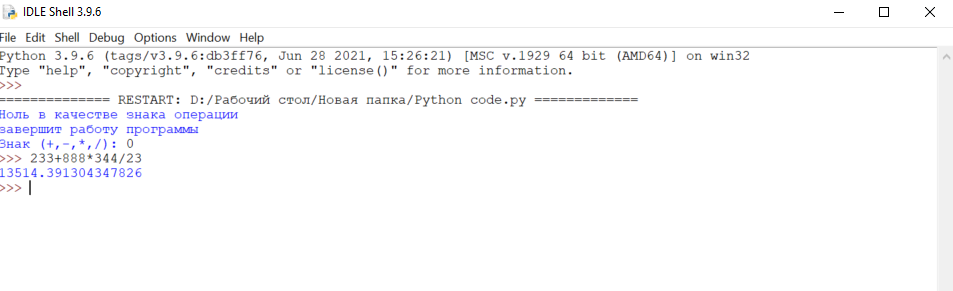 IDLE Shell 3.9.6
File Edit Shell Debug Options Window Help
Python 3.9.6 (tags/v3.9.6:db3ff76, Jun 28 2021, 15:26:21) [MSC v.1929 64 bit (AMD64)] on win32
Type "help", "copyright", "credits" or "license()" for more information.
>>>
============== RESTART: D:/Рабочий стол/Новая папка/Python code.py =============
Ноль в качестве знака операции
завершит работу программы
Знак (+,-,*,/): 0
>>> 233+888*344/23
13514.391304347826
>>>